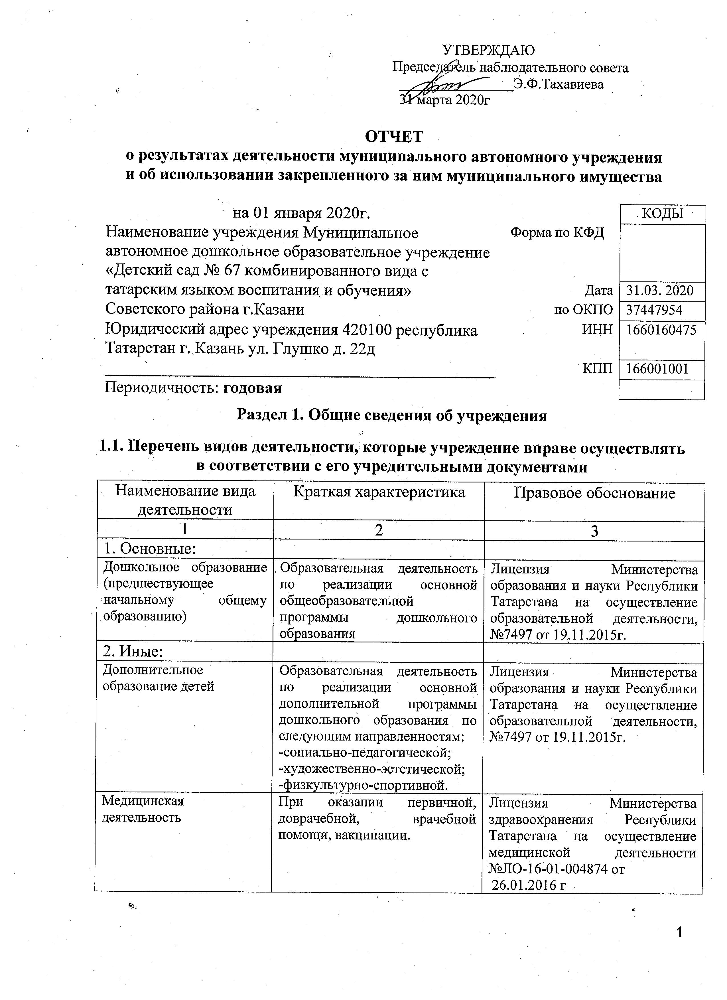 УТВЕРЖДАЮ
Председатель наблюдательного совета
Э.Ф.Тахавиева
31 марта 2020г
ОТЧЕТ
о результатах деятельности муниципального автономного учреждения
и об использовании закрепленного за ним муниципального имущества
на 01 января 2020г.
КОДЫ
Наименование учреждения Муниципальное
Форма по КФД
автономное дошкольное образовательное учреждение
«Детский сад № 67 комбинированного вида с
татарским языком воспитания и обучения»
Дата 31.03. 2020
Советского района г.Казани
по ОКПО 37447954
Юридический адрес учреждения 420100 республика
ИНН 1660160475
Татарстан г. Казань ул. Глушко д. 22д
КПП 166001001
Периодичность: годовая
Раздел 1. Общие сведения об учреждения
1.1. Перечень видов деятельности, которые учреждение вправе осуществлять
в соответствии с его учредительными документами
Наименование вида
деятельности
Краткая характеристика
Правовое обоснование
1
2
3
1. Основные:
Дошкольное образование
(предшествующее
начальному общему
образованию)
Образовательная деятельность
по реализации основной
общеобразовательной
программы дошкольного
образования
Лицензия Министерства
образования и науки Республики
Татарстана на осуществление
образовательной деятельности,
№7497 от 19.11.2015г.
2. Иные:
Дополнительное
образование детей
Образовательная деятельность
по реализации основной
дополнительной программы
дошкольного образования по
следующим направленностям:
-социально-педагогической;
-художественно-эстетической;
-физкультурно-спортивной.
Лицензия Министерства
образования и науки Республики
Татарстана на осуществление
образовательной деятельности,
№7497 от 19.11.2015г.
Медицинская
деятельность
При оказании первичной,
доврачебной, врачебной
помощи, вакцинации.
Лицензия Министерства
здравоохранения Республики
Татарстана на осуществление
медицинской деятельности
№ЛО-16-01-004874 от
26.01.2016 г
1